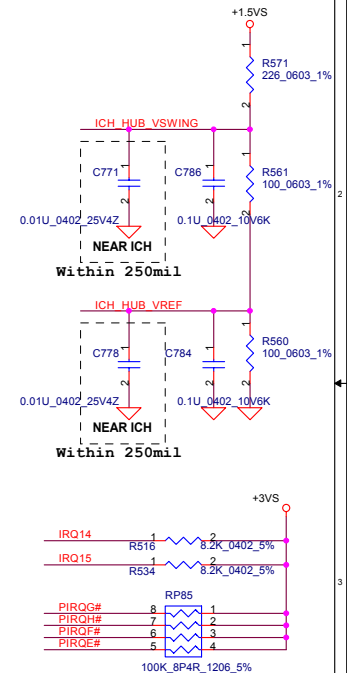 +1.5VS
1
R571
226_0603_1%
2
ICH_HUB_VSWING
1
C771
2
1
C786
2
1
R561
100_0603_1%
2
2
0.01U_0402_25V4Z
0.1U_0402_10V6K
NEAR ICH
Within 250mil
ICH_HUB_VREF
1
C778
2
1
C784
2
1
R560
100_0603_1%
2
0.01U_0402_25V4Z
0.1U_0402_10V6K
NEAR ICH
Within 250mil
+3VS
IRQ14
1
2
R516
8.2K_0402_5%
IRQ15
1
2
R534
8.2K_0402_5%
3
RP85
PIRQG#
8
1
PIRQH#
7
2
PIRQF#
6
3
PIRQE#
5
4
100K_8P4R_1206_5%